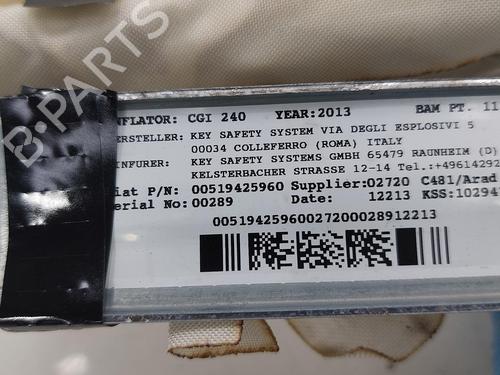 B-PARTS
NFLATOR: CGI 240 YEAR:2013 BAM PT. 11
ERSTELLER: KEY SAFETY SYSTEM VIA DEGLI ESPLOSIVI 5
00034 COLLEFERRO (ROMA) ITALY
INFURER: KEY SAFETY SYSTEMS GMBH 65479 RAUNHEIM (D)
KELSTERBACHER STRASSE 12-14 Tel.:+4961429
iat P/N: 00519425960 Supplier:02720 C481/Arad
erial No: 00289 Date: 12213 KSS:10294
00519425960027200028912213